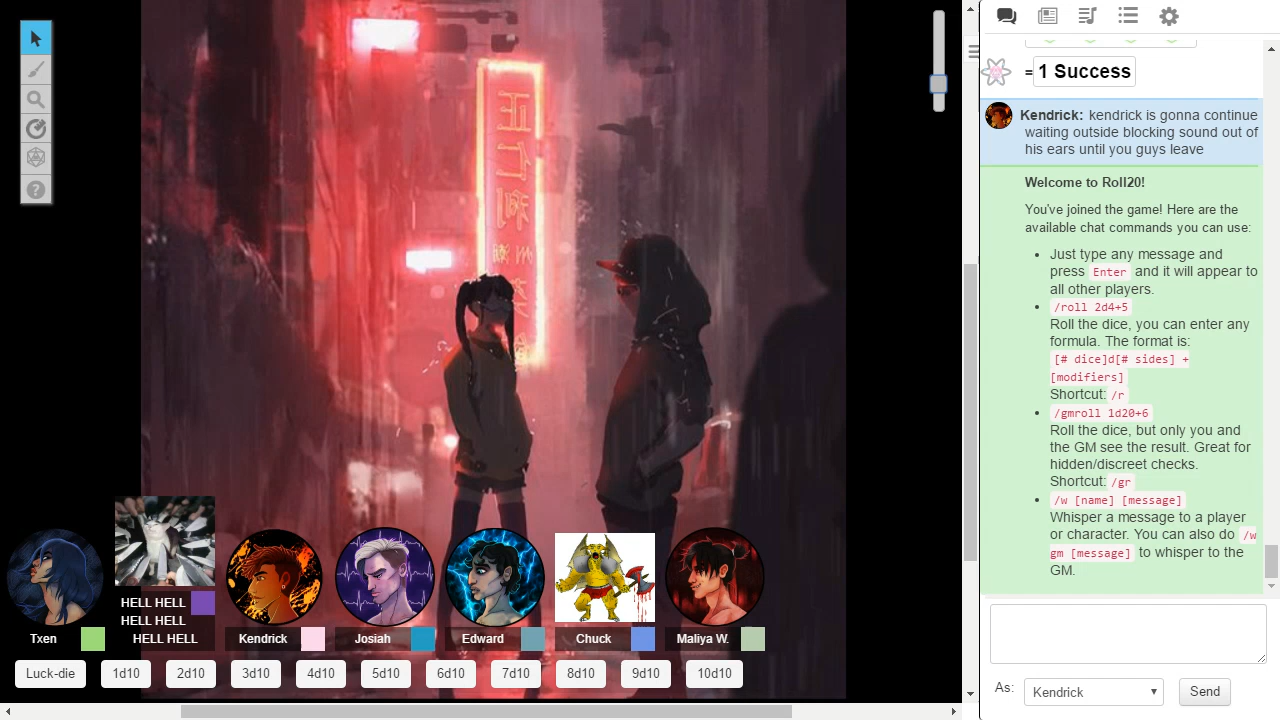 = 1 Success
Kendrick: kendrick is gonna continue
waiting outside blocking sound out of
his ears until you guys leave
Welcome to Roll20!
You've joined the game! Here are the
available chat commands you can use:
• Just type any message and
press Enter and it will appear to
all other players.
• /roll 2d4+5
Roll the dice, you can enter any
formula. The format is:
[# dice]d[# sides] +
[modifiers]
Shortcut: /r
• /gmroll 1d20+6
Roll the dice, but only you and
the GM see the result. Great for
hidden/discreet checks.
Shortcut: /gr
• /w [name] [message]
Whisper a message to a player
or character. You can also do /w
gm [message] to whisper to the
GM.
As: Kendrick Send
HELL HELL
HELL HELL
HELL HELL
Txen
Kendrick
Josiah
Edward
Chuck
Maliya W.
Luck-die 1d10 2d10 3d10 4d10 5d10 6d10 7d10 8d10 9d10 10d10